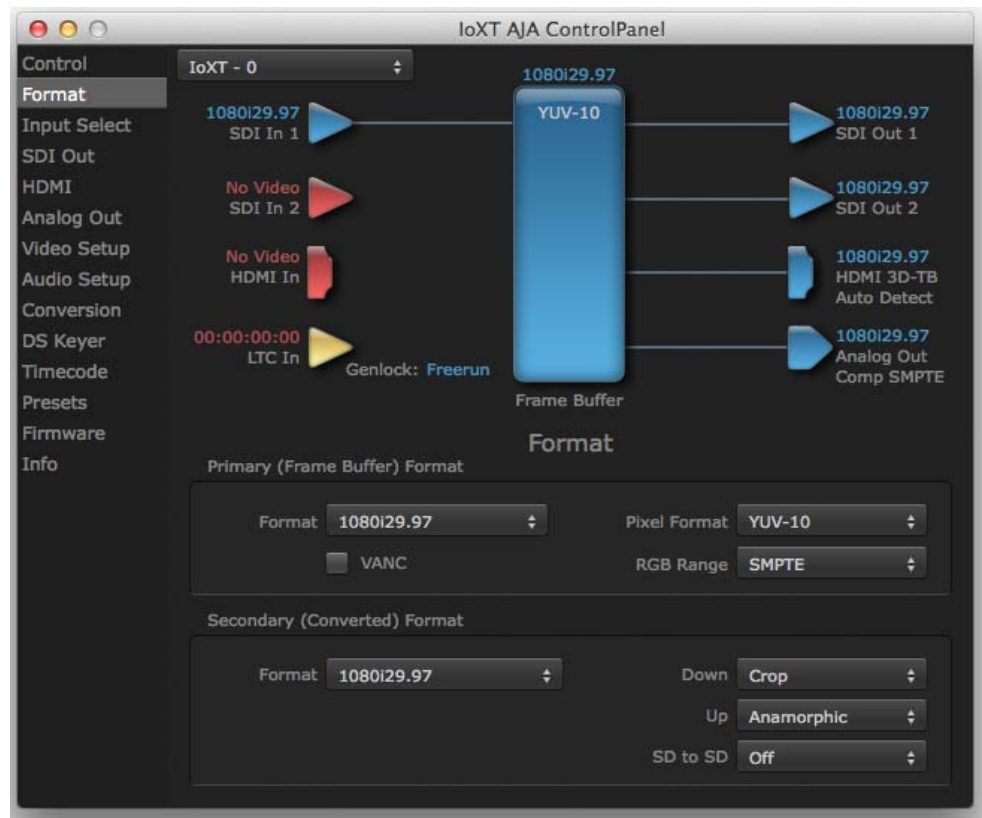 IoXT AJA ControlPanel
Control
Format
Input Select
SDI Out
HDMI
Analog Out
Video Setup
Audio Setup
Conversion
DS Keyer
Timecode
Presets
Firmware
Info
IoXT - 0
1080i29.97
SDI In 1
No Video
SDI In 2
No Video
HDMI In
00:00:00:00
LTC In
Genlock: Freerun
1080i29.97
YUV-10
Frame Buffer
1080i29.97
SDI Out 1
1080i29.97
SDI Out 2
1080i29.97
HDMI 3D-TB
Auto Detect
1080i29.97
Analog Out
Comp SMPTE
Format
Primary (Frame Buffer) Format
Format 1080i29.97
Pixel Format YUV-10
VANC
RGB Range SMPTE
Secondary (Converted) Format
Format 1080i29.97
Down Crop
Up Anamorphic
SD to SD Off